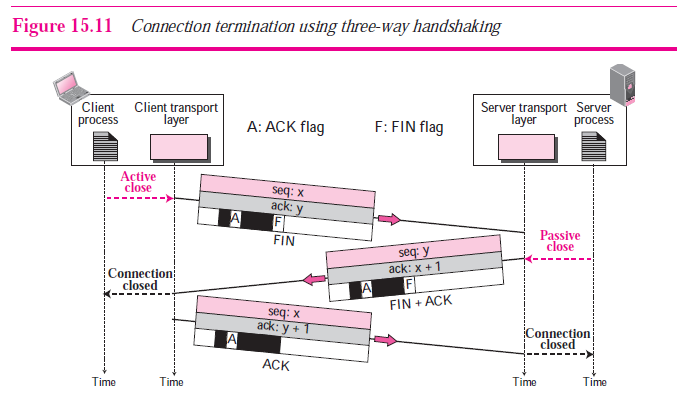 Figure 15.11 Connection termination using three-way handshaking
Client process
Client transport layer
A: ACK flag
F: FIN flag
Server transport layer
Server process
Active close
seq: x
ack: y
A F
FIN
Passive close
seq: y
ack: x + 1
A F
FIN + ACK
Connection closed
seq: x
ack: y + 1
A
ACK
Connection closed
Time Time Time Time